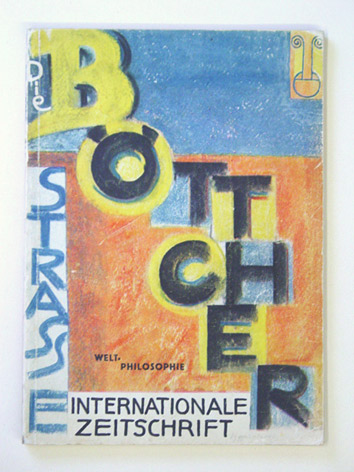 Die
BÖTTCHER
STRASSE
WELT-
PHILOSOPHIE
INTERNATIONALE
ZEITSCHRIFT